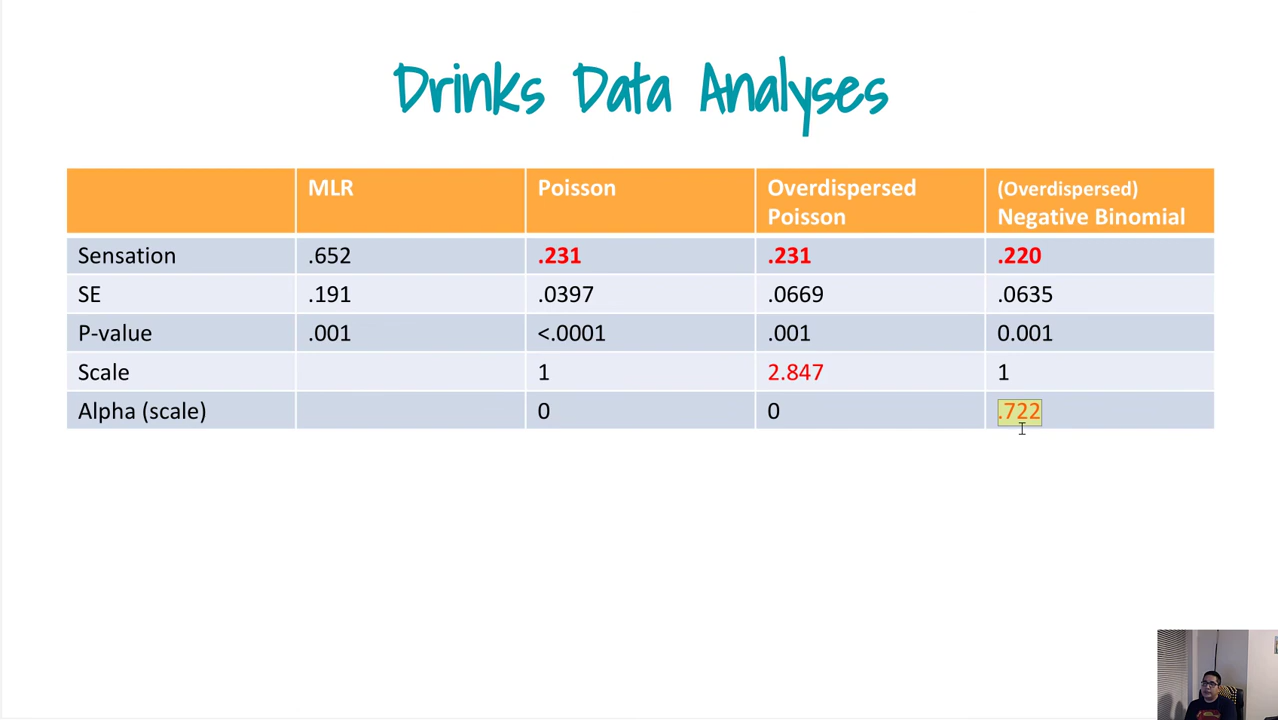 Drinks Data Analyses
MLR Poisson Overdispersed Poisson (Overdispersed) Negative Binomial
Sensation .652 .231 .231 .220
SE .191 .0397 .0669 .0635
P-value .001 <.0001 .001 0.001
Scale 1 2.847 1
Alpha (scale) 0 0 .722